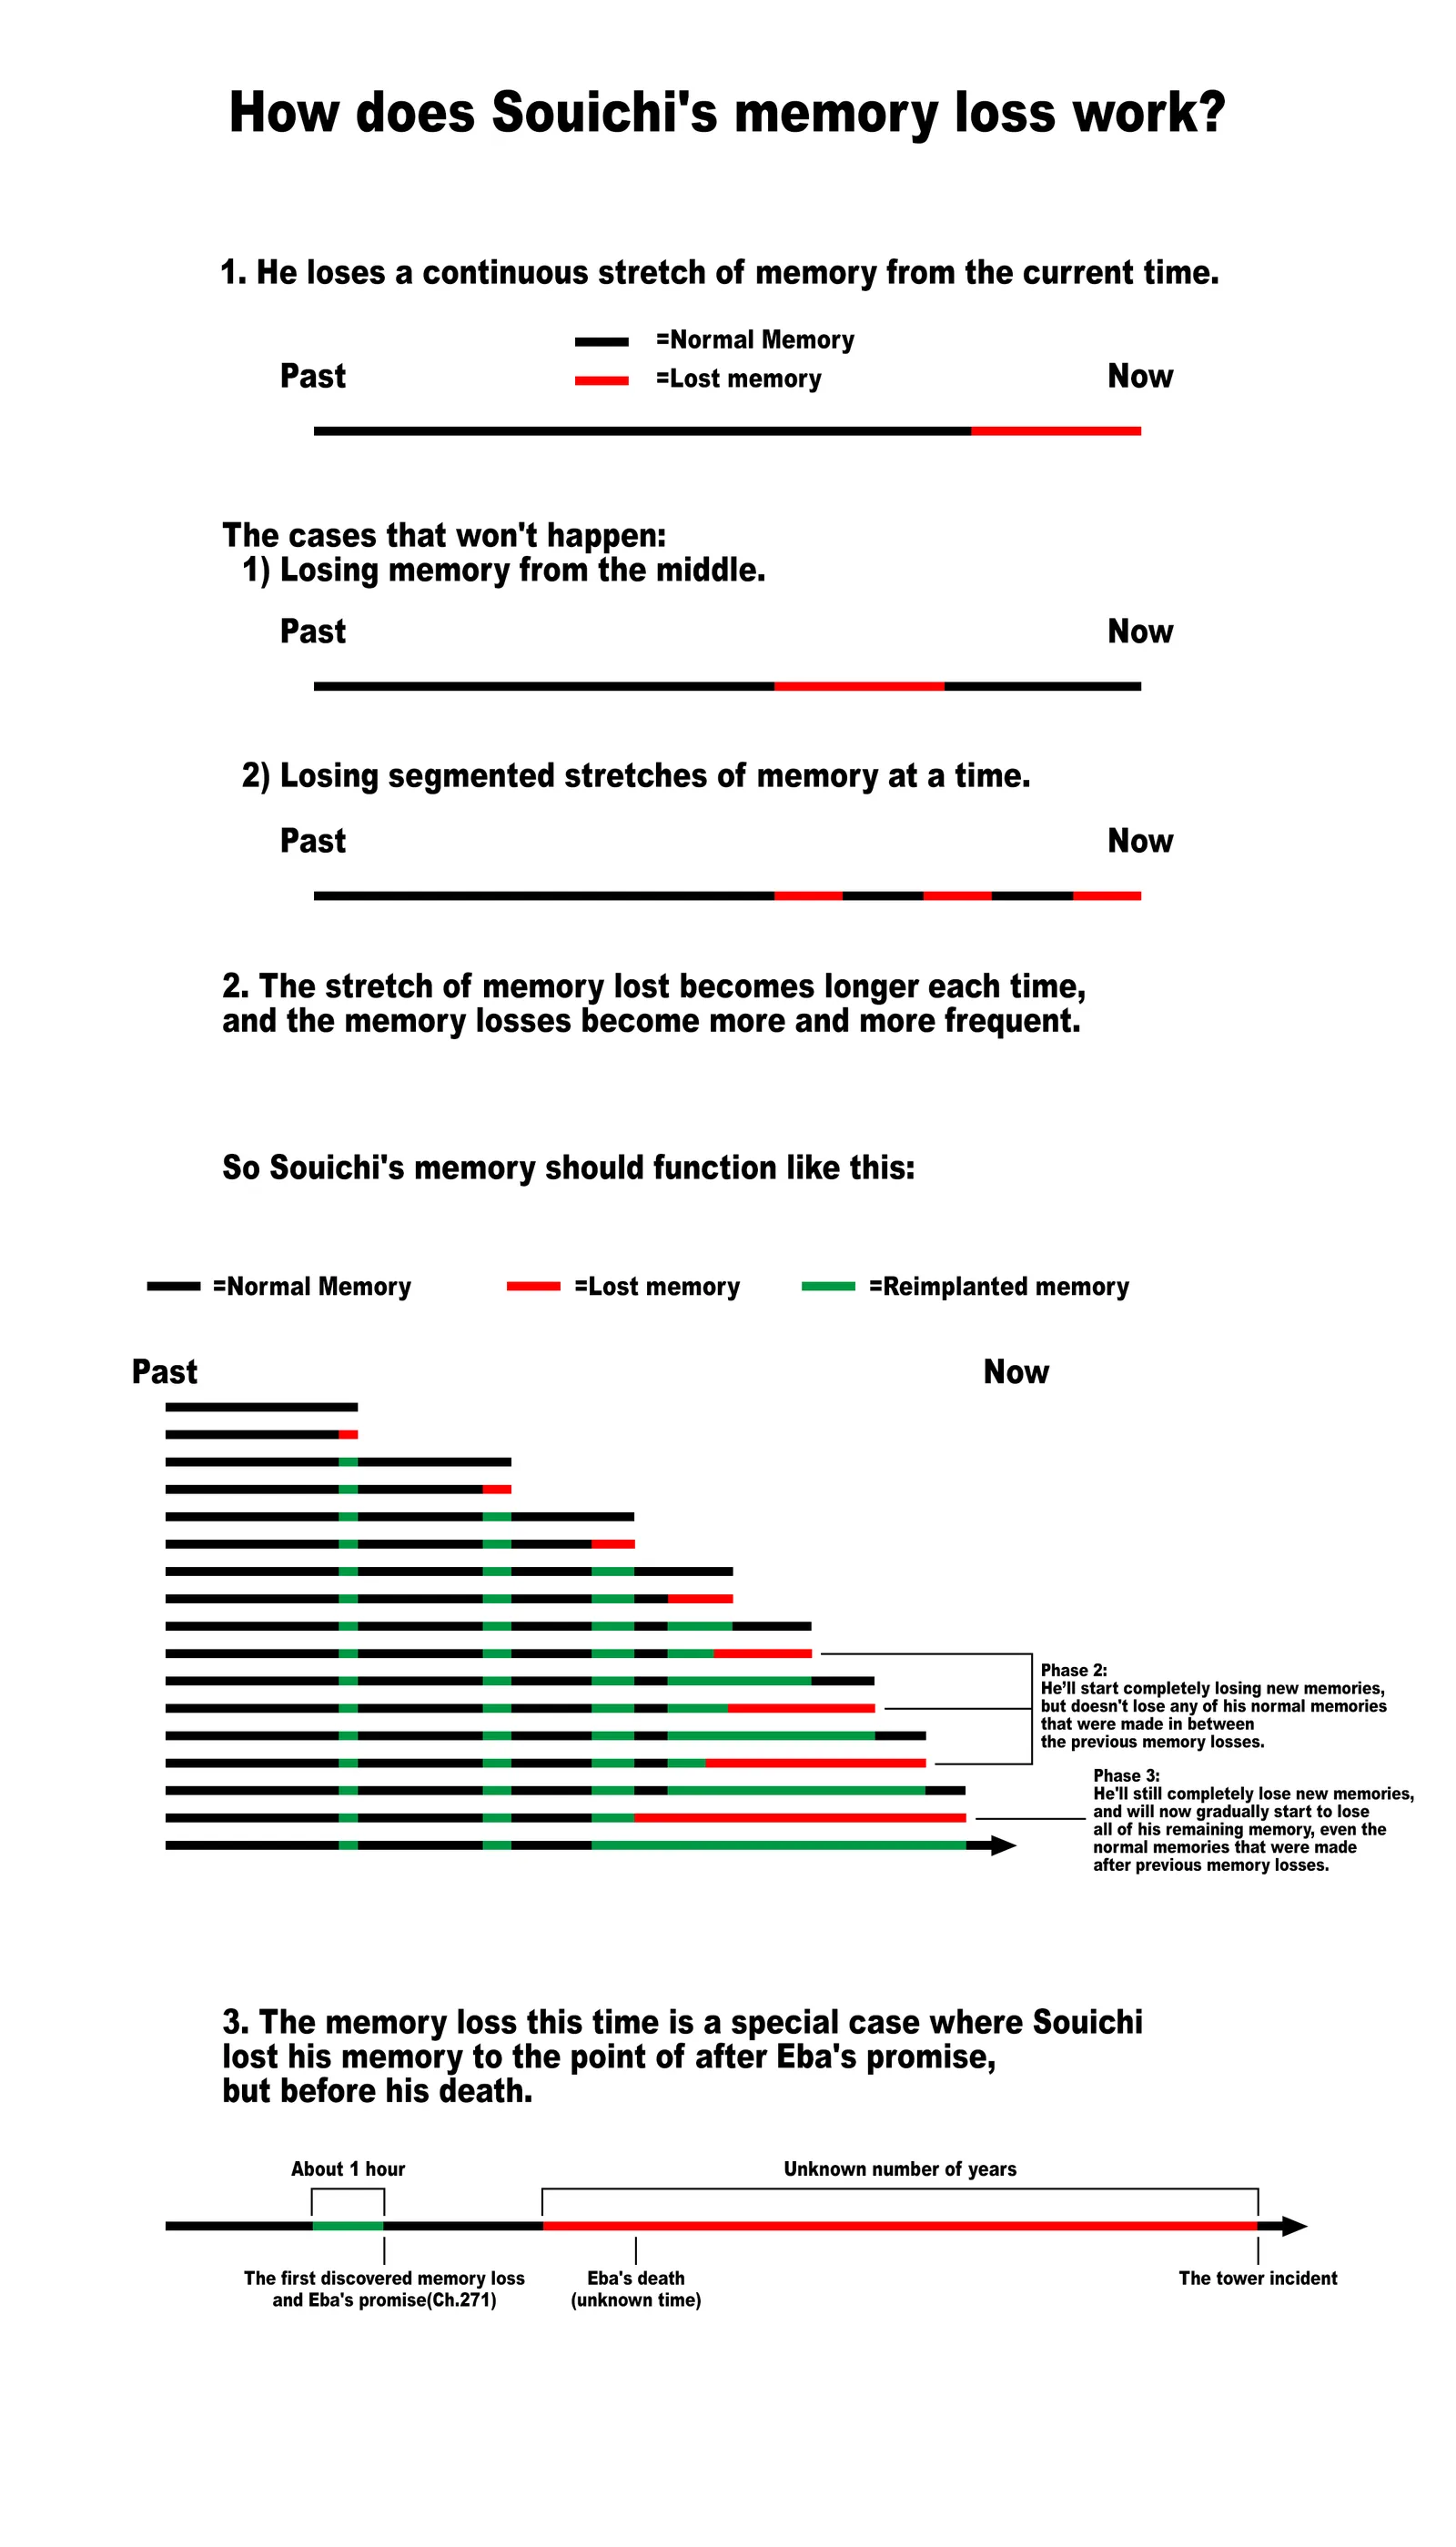 How does Souichi's memory loss work?
1. He loses a continuous stretch of memory from the current time.
=Normal Memory
=Lost memory
Past
Now
The cases that won't happen:
1) Losing memory from the middle.
Past
Now
2) Losing segmented stretches of memory at a time.
Past
Now
2. The stretch of memory lost becomes longer each time,
and the memory losses become more and more frequent.
So Souichi's memory should function like this:
=Normal Memory
=Lost memory
=Reimplanted memory
Past
Now
Phase 2:
He'll start completely losing new memories,
but doesn't lose any of his normal memories
that were made in between
the previous memory losses.
Phase 3:
He'll still completely lose new memories,
and will now gradually start to lose
all of his remaining memory, even the
normal memories that were made
after previous memory losses.
3. The memory loss this time is a special case where Souichi
lost his memory to the point of after Eba's promise,
but before his death.
About 1 hour
Unknown number of years
The first discovered memory loss
and Eba's promise(Ch.271)
Eba's death
(unknown time)
The tower incident